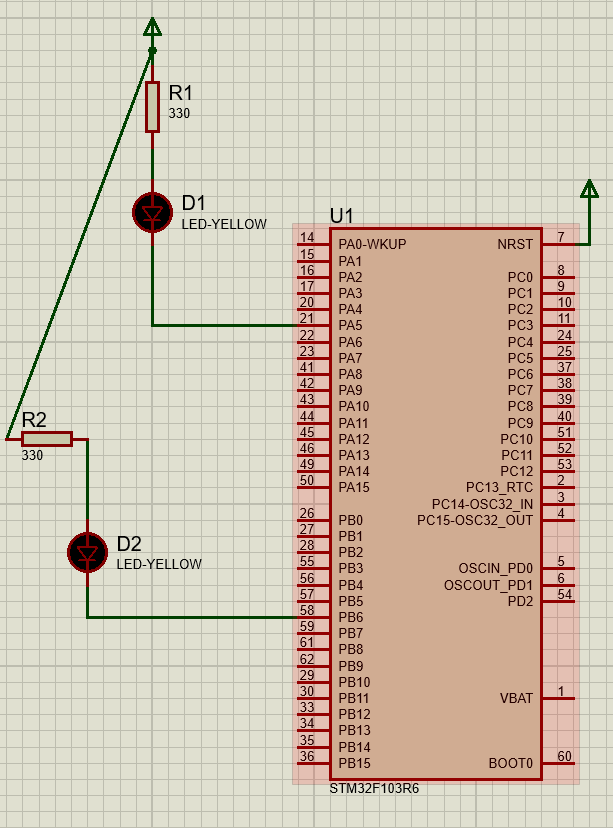 R1
330
D1
LED-YELLOW
R2
330
D2
LED-YELLOW
U1
14 PA0-WKUP
15 PA1
16 PA2
17 PA3
20 PA4
21 PA5
22 PA6
23 PA7
41 PA8
42 PA9
43 PA10
44 PA11
45 PA12
46 PA13
49 PA14
50 PA15
26 PB0
27 PB1
28 PB2
55 PB3
56 PB4
57 PB5
58 PB6
59 PB7
61 PB8
62 PB9
29 PB10
30 PB11
33 PB12
34 PB13
35 PB14
36 PB15
NRST 7
PC0 8
PC1 9
PC2 10
PC3 11
PC4 24
PC5 25
PC6 37
PC7 38
PC8 39
PC9 40
PC10 51
PC11 52
PC12 53
PC13_RTC 2
PC14-OSC32_IN 3
PC15-OSC32_OUT 4
OSCIN_PD0 5
OSCOUT_PD1 6
PD2 54
VBAT 1
BOOT0 60
STM32F103R6